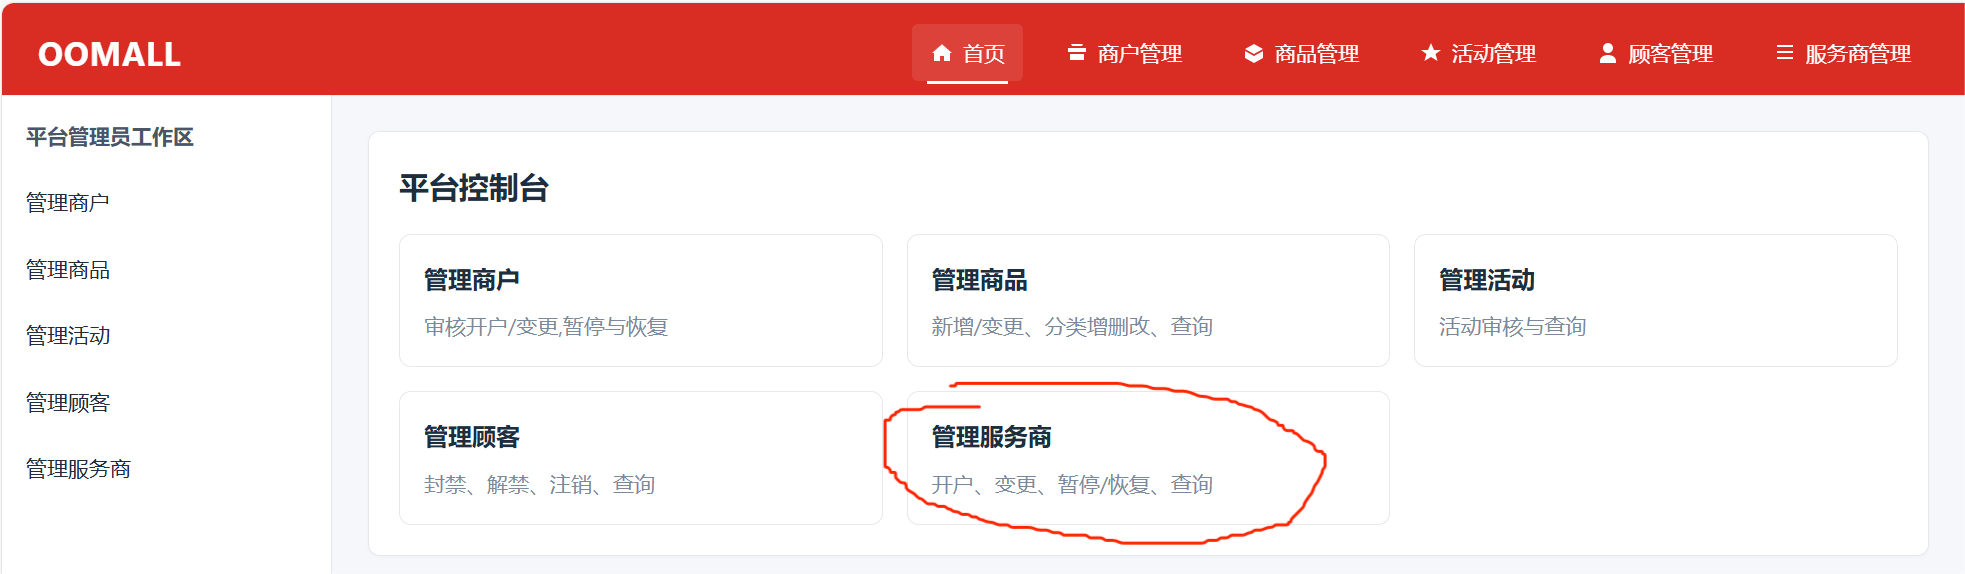 OOMALL
首页 商户管理 商品管理 活动管理 顾客管理 服务商管理
平台管理员工作区
管理商户
管理商品
管理活动
管理顾客
管理服务商
平台控制台
管理商户
审核开户/变更,暂停与恢复
管理商品
新增/变更、分类增删改、查询
管理活动
活动审核与查询
管理顾客
封禁、解禁、注销、查询
管理服务商
开户、变更、暂停/恢复、查询